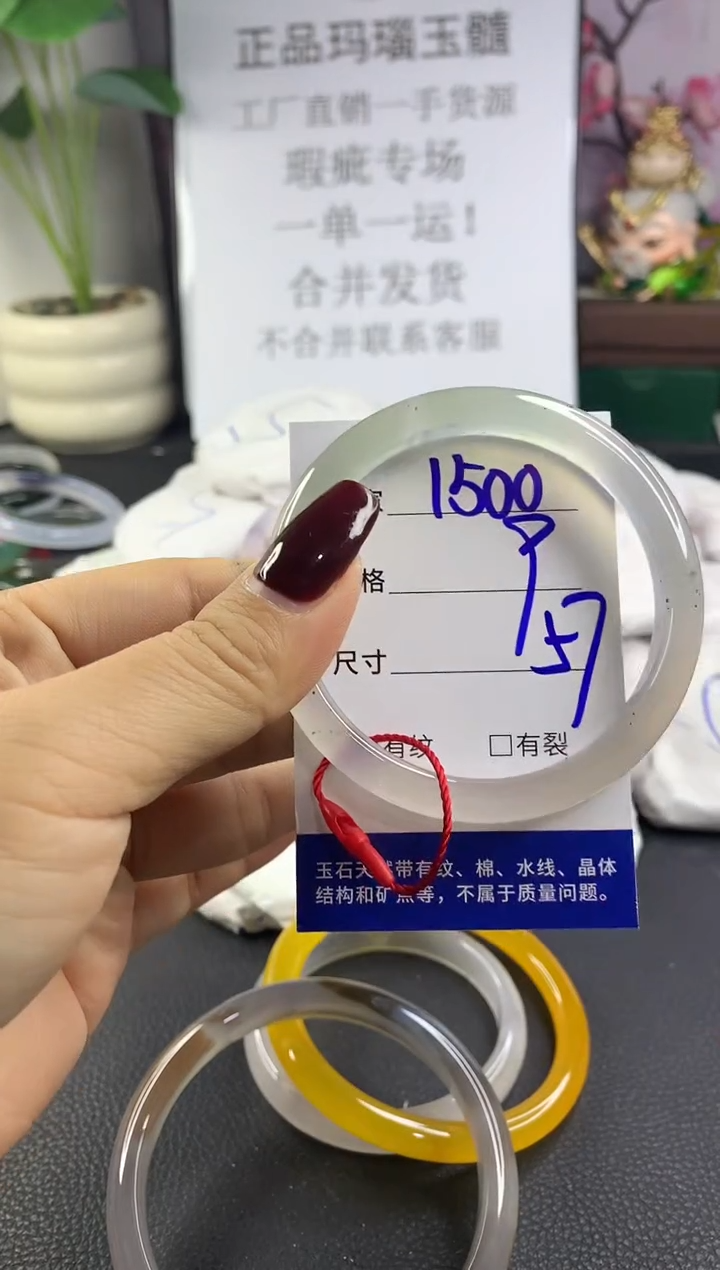 正品玛瑙玉髓
工厂直销一手货源
瑕疵专场
一单一运！
合并发货
不合并联系客服
1500
格
尺寸 57
有纹 □有裂
玉石天然带有纹、棉、水线、晶体
结构和矿点等，不属于质量问题。